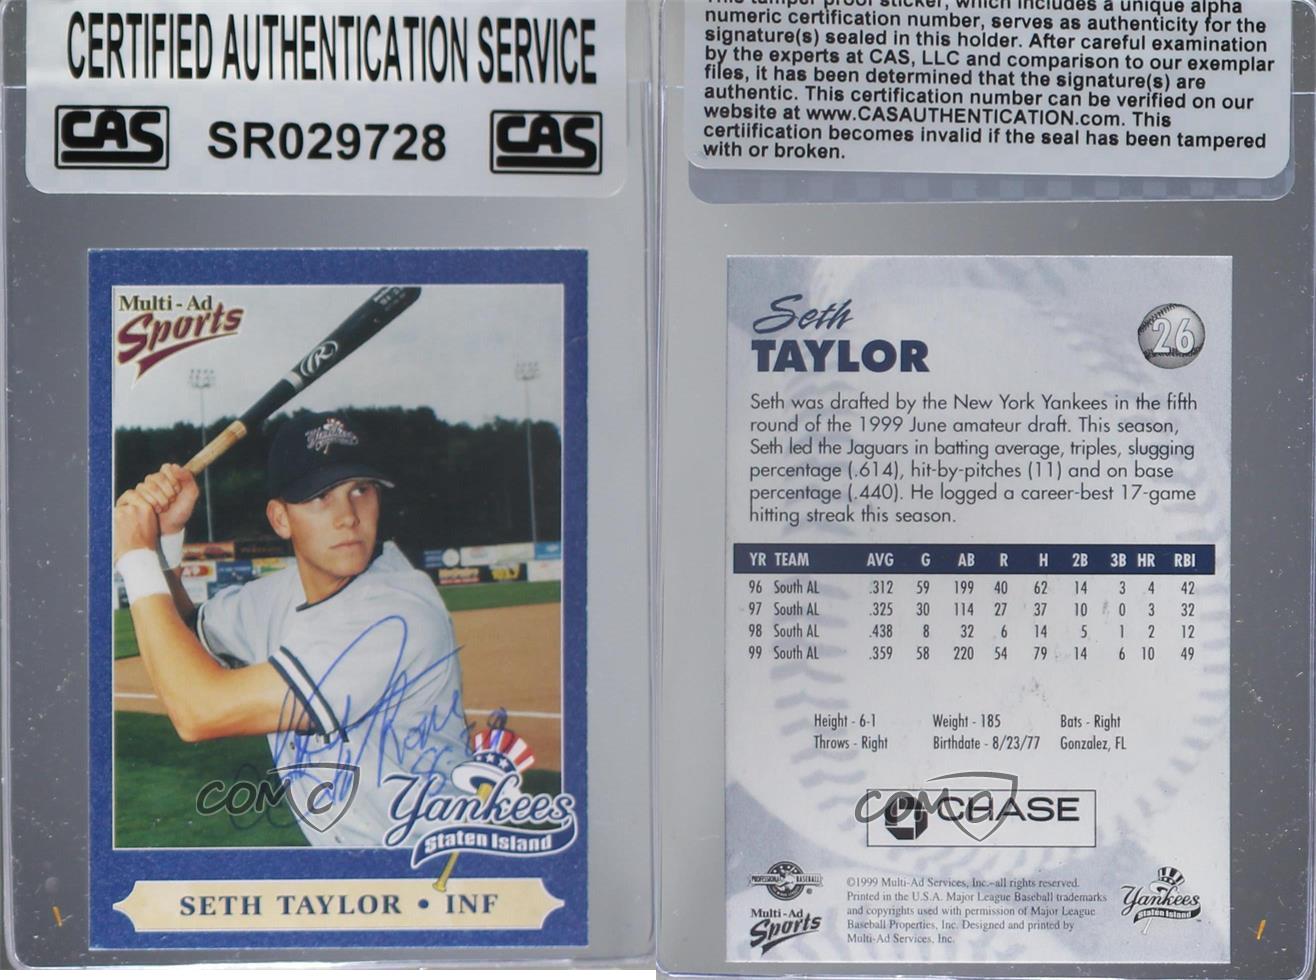 CERTIFIED AUTHENTICATION SERVICE
CAS SR029728 CAS
Multi-Ad
Sports
Yankees
Staten Island
COMC
SETH TAYLOR • INF
numeric certification number, serves as authenticity for the
signature(s) sealed in this holder. After careful examination
by the experts at CAS, LLC and comparison to our exemplar
files, it has been determined that the signature(s) are
authentic. This certification number can be verified on our
website at www.CASAUTHENTICATION.com. This
certiification becomes invalid if the seal has been tampered
with or broken.
Seth
TAYLOR
26
Seth was drafted by the New York Yankees in the fifth
round of the 1999 June amateur draft. This season,
Seth led the Jaguars in batting average, triples, slugging
percentage (.614), hit-by-pitches (11) and on base
percentage (.440). He logged a career-best 17-game
hitting streak this season.
YR TEAM AVG G AB R H 2B 3B HR RBI
96 South AL .312 59 199 40 62 14 3 4 42
97 South AL .325 30 114 27 37 10 0 3 32
98 South AL .438 8 32 6 14 5 1 2 12
99 South AL .359 58 220 54 79 14 6 10 49
Height - 6-1 Weight - 185 Bats - Right
Throws - Right Birthdate - 8/23/77 Gonzalez, FL
COMC
CHASE
PROFESSIONAL BASEBALL
©1999 Multi-Ad Services, Inc.–all rights reserved.
Printed in the U.S.A. Major League Baseball trademarks
and copyrights used with permission of Major League
Baseball Properties, Inc. Designed and printed by
Multi-Ad Services, Inc.
Multi-Ad
Sports
Yankees
Staten Island